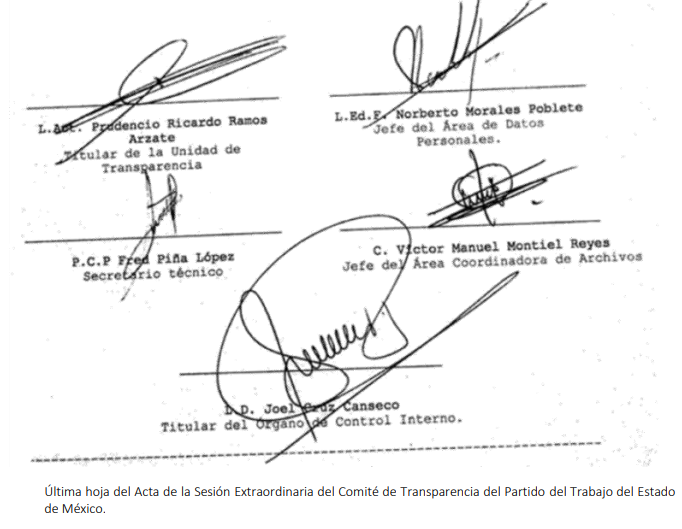 L.Act. Prudencio Ricardo Ramos
Arzate
Titular de la Unidad de
Transparencia
L.Ed.F. Norberto Morales Poblete
Jefe del Área de Datos
Personales.
P.C.P Fred Piña López
Secretario técnico
C. Víctor Manuel Montiel Reyes
Jefe del Área Coordinadora de Archivos
L.D. Joel Cruz Canseco
Titular del Órgano de Control Interno.
Última hoja del Acta de la Sesión Extraordinaria del Comité de Transparencia del Partido del Trabajo del Estado
de México.